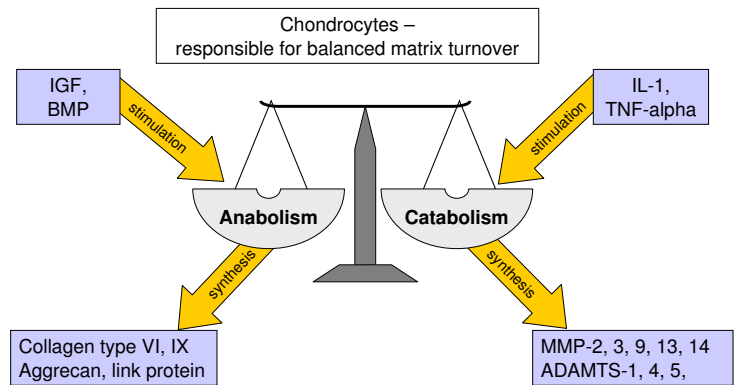 Chondrocytes –
responsible for balanced matrix turnover
IGF,
BMP
stimulation
IL-1,
TNF-alpha
stimulation
Anabolism
Catabolism
synthesis
synthesis
Collagen type VI, IX
Aggrecan, link protein
MMP-2, 3, 9, 13, 14
ADAMTS-1, 4, 5,